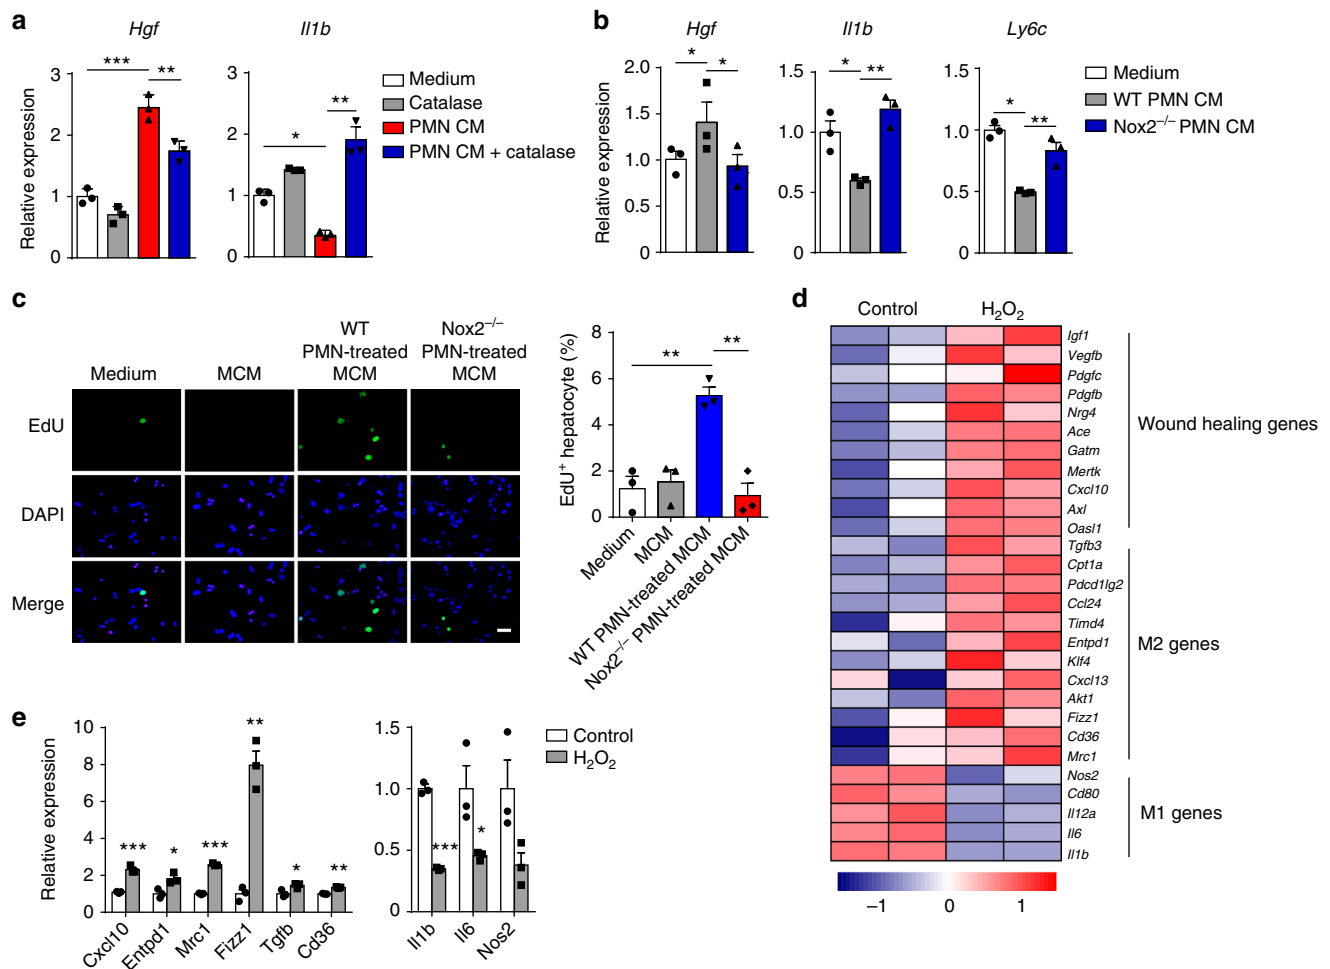 a
Hgf
Il1b
Relative expression
3
2
1
0
3
2
1
0
***
**
*
**
Medium
Catalase
PMN CM
PMN CM + catalase
b
Hgf
Il1b
Ly6c
Relative expression
2.0
1.5
1.0
0.5
0
1.5
1.0
0.5
0
1.5
1.0
0.5
0
*
*
*
**
*
**
Medium
WT PMN CM
Nox2−/− PMN CM
c
Medium
MCM
WT
PMN-treated
MCM
Nox2−/−
PMN-treated
MCM
EdU
DAPI
Merge
EdU+ hepatocyte (%)
8
6
4
2
0
**
**
Medium
MCM
WT PMN-treated MCM
Nox2−/− PMN-treated MCM
d
Control
H2O2
Igf1
Vegfb
Pdgfc
Pdgfb
Nrg4
Ace
Gatm
Mertk
Cxcl10
Axl
Oasl1
Tgfb3
Cpt1a
Pdcd1lg2
Ccl24
Timd4
Entpd1
Klf4
Cxcl13
Akt1
Fizz1
Cd36
Mrc1
Nos2
Cd80
Il12a
Il6
Il1b
Wound healing genes
M2 genes
M1 genes
−1
0
1
e
Relative expression
10
8
6
4
2
0
***
*
***
**
*
**
Cxcl10
Entpd1
Mrc1
Fizz1
Tgfb
Cd36
1.5
1.0
0.5
0
***
*
Il1b
Il6
Nos2
Control
H2O2